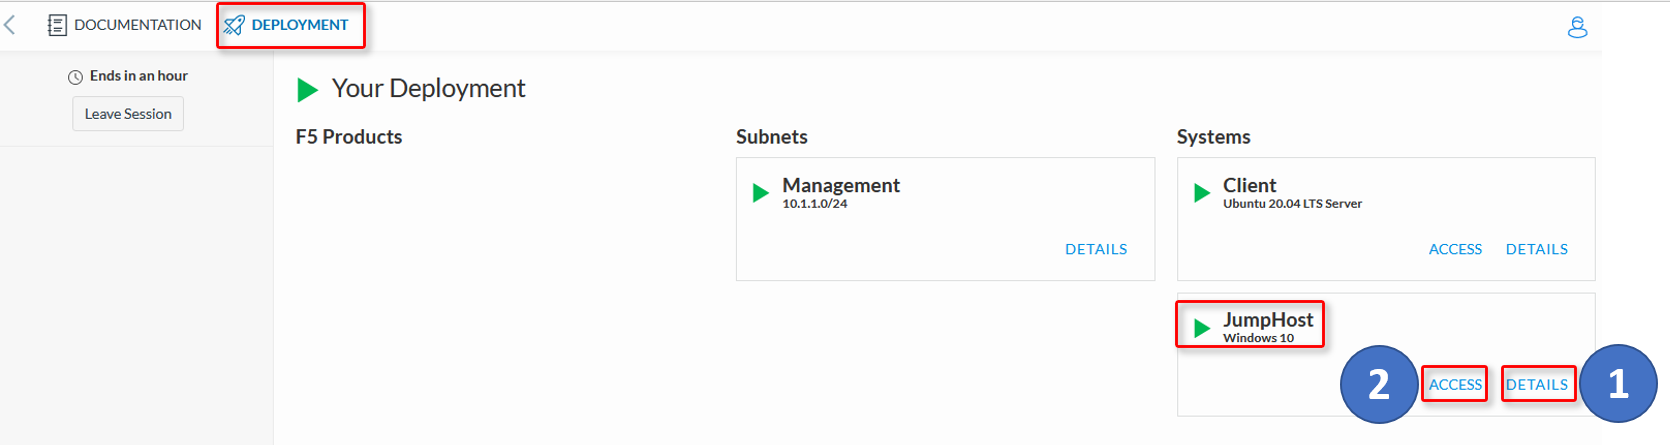 DOCUMENTATION
DEPLOYMENT
Ends in an hour
Leave Session
Your Deployment
F5 Products
Subnets
Management
10.1.1.0/24
DETAILS
Systems
Client
Ubuntu 20.04 LTS Server
ACCESS DETAILS
JumpHost
Windows 10
2 ACCESS DETAILS 1